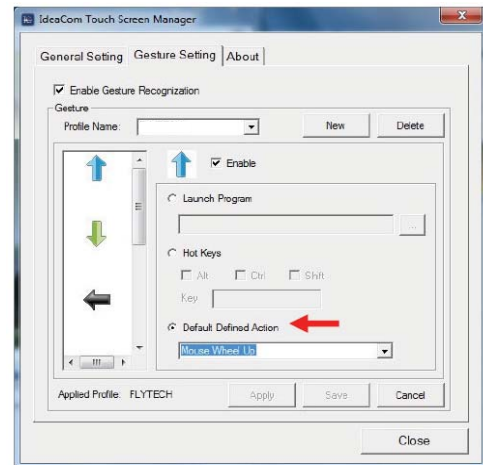 IdeaCom Touch Screen Manager
General Setting Gesture Setting About
Enable Gesture Recognization
Gesture
Profile Name: New Delete
Enable
Launch Program
...
Hot Keys
Alt Ctrl Shift
Key
Default Defined Action
Mouse Wheel Up
Applied Profile: FLYTECH Apply Save Cancel
Close